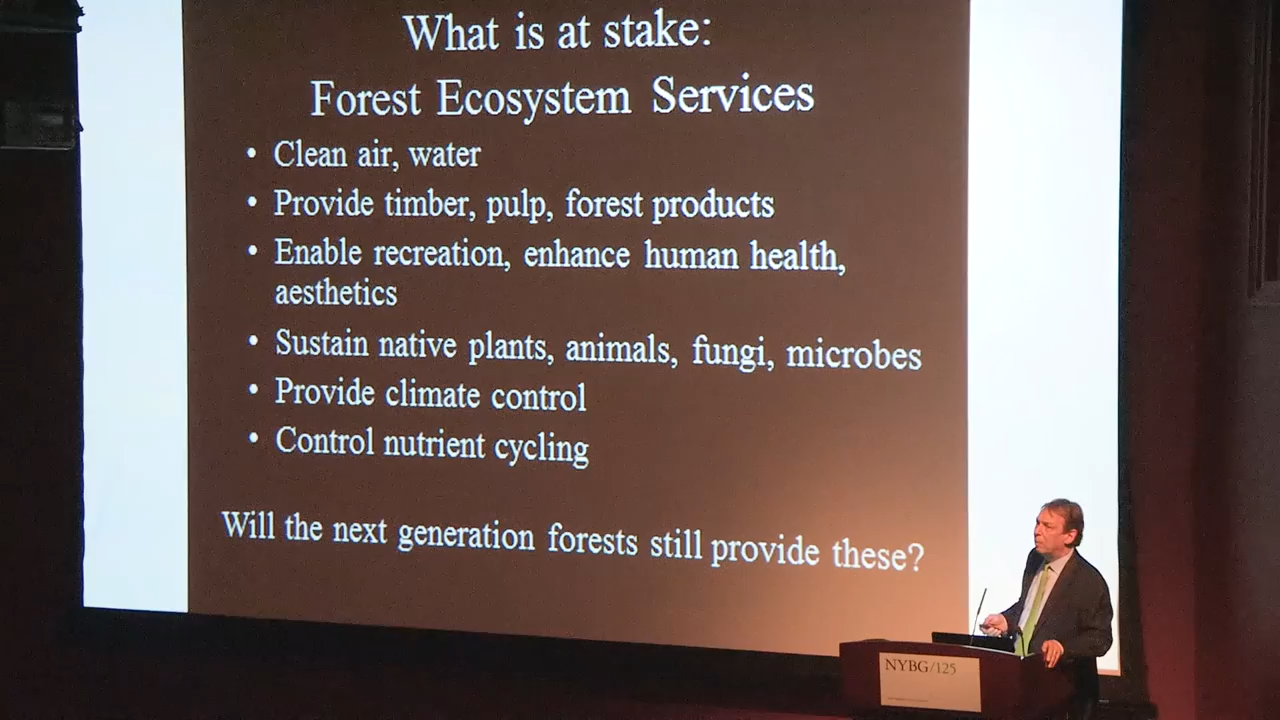 What is at stake:
Forest Ecosystem Services
• Clean air, water
• Provide timber, pulp, forest products
• Enable recreation, enhance human health,
aesthetics
• Sustain native plants, animals, fungi, microbes
• Provide climate control
• Control nutrient cycling
Will the next generation forests still provide these?
NYBG/125